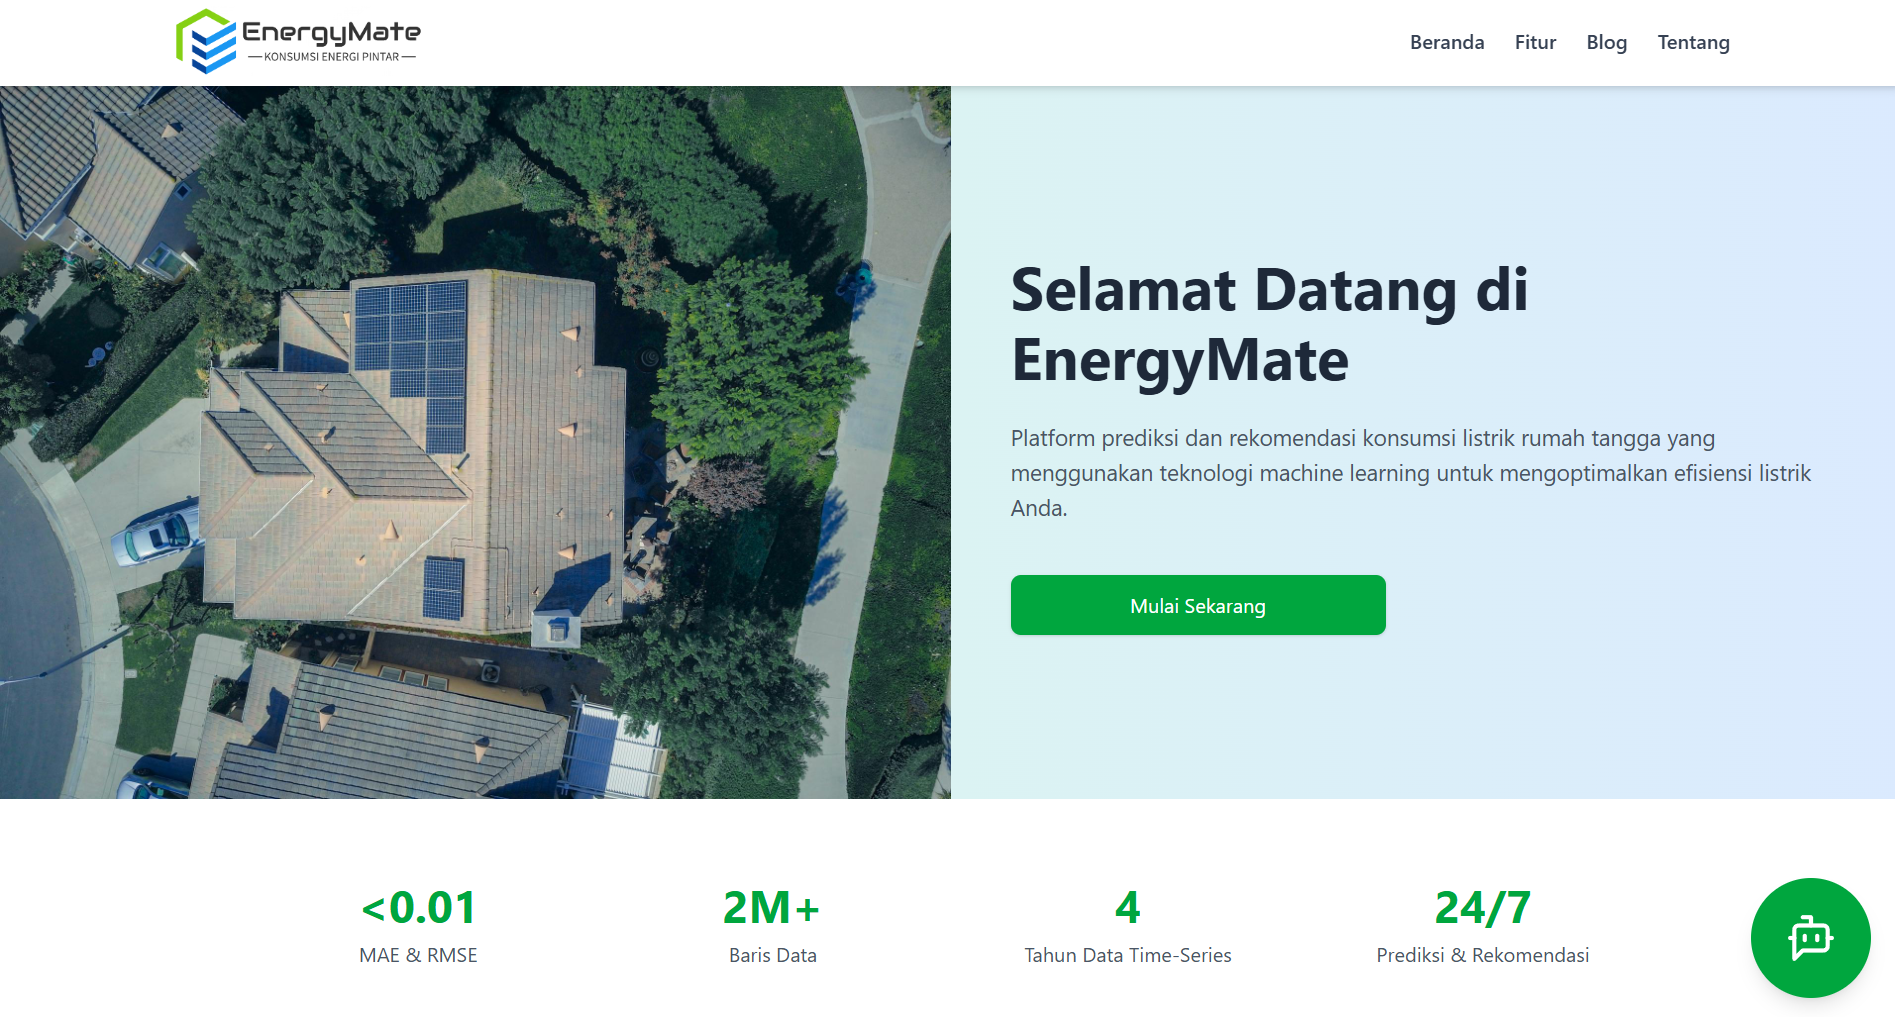 EnergyMate
KONSUMSI ENERGI PINTAR
Beranda Fitur Blog Tentang
Selamat Datang di
EnergyMate
Platform prediksi dan rekomendasi konsumsi listrik rumah tangga yang
menggunakan teknologi machine learning untuk mengoptimalkan efisiensi listrik
Anda.
Mulai Sekarang
<0.01
MAE & RMSE
2M+
Baris Data
4
Tahun Data Time-Series
24/7
Prediksi & Rekomendasi